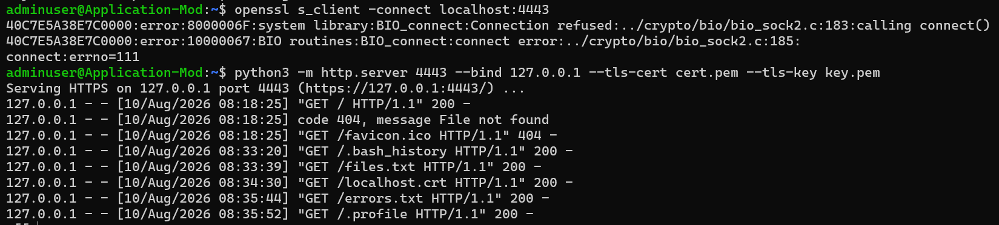 adminuser@Application-Mod:~$ openssl s_client -connect localhost:4443
40C7E5A38E7C0000:error:8000006F:system library:BIO_connect:Connection refused:../crypto/bio/bio_sock2.c:183:calling connect()
40C7E5A38E7C0000:error:10000067:BIO routines:BIO_connect:connect error:../crypto/bio/bio_sock2.c:185:
connect:errno=111
adminuser@Application-Mod:~$ python3 -m http.server 4443 --bind 127.0.0.1 --tls-cert cert.pem --tls-key key.pem
Serving HTTPS on 127.0.0.1 port 4443 (https://127.0.0.1:4443/) ...
127.0.0.1 - - [10/Aug/2026 08:18:25] "GET / HTTP/1.1" 200 -
127.0.0.1 - - [10/Aug/2026 08:18:25] code 404, message File not found
127.0.0.1 - - [10/Aug/2026 08:18:25] "GET /favicon.ico HTTP/1.1" 404 -
127.0.0.1 - - [10/Aug/2026 08:33:20] "GET /.bash_history HTTP/1.1" 200 -
127.0.0.1 - - [10/Aug/2026 08:33:39] "GET /files.txt HTTP/1.1" 200 -
127.0.0.1 - - [10/Aug/2026 08:34:30] "GET /localhost.crt HTTP/1.1" 200 -
127.0.0.1 - - [10/Aug/2026 08:35:44] "GET /errors.txt HTTP/1.1" 200 -
127.0.0.1 - - [10/Aug/2026 08:35:52] "GET /.profile HTTP/1.1" 200 -